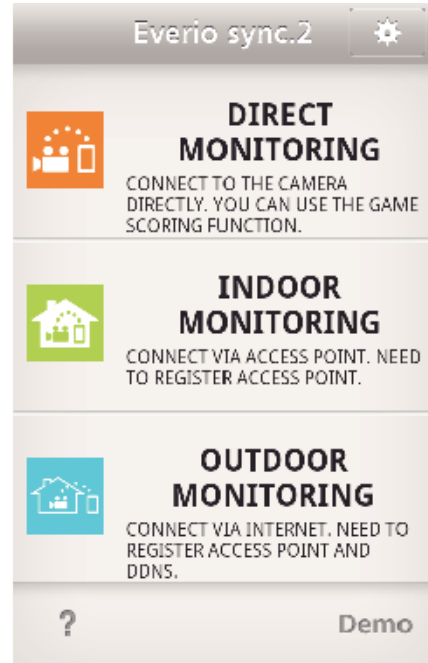 Everio sync.2
DIRECT
MONITORING
CONNECT TO THE CAMERA
DIRECTLY. YOU CAN USE THE GAME
SCORING FUNCTION.
INDOOR
MONITORING
CONNECT VIA ACCESS POINT. NEED
TO REGISTER ACCESS POINT.
OUTDOOR
MONITORING
CONNECT VIA INTERNET. NEED TO
REGISTER ACCESS POINT AND
DDNS.
? Demo